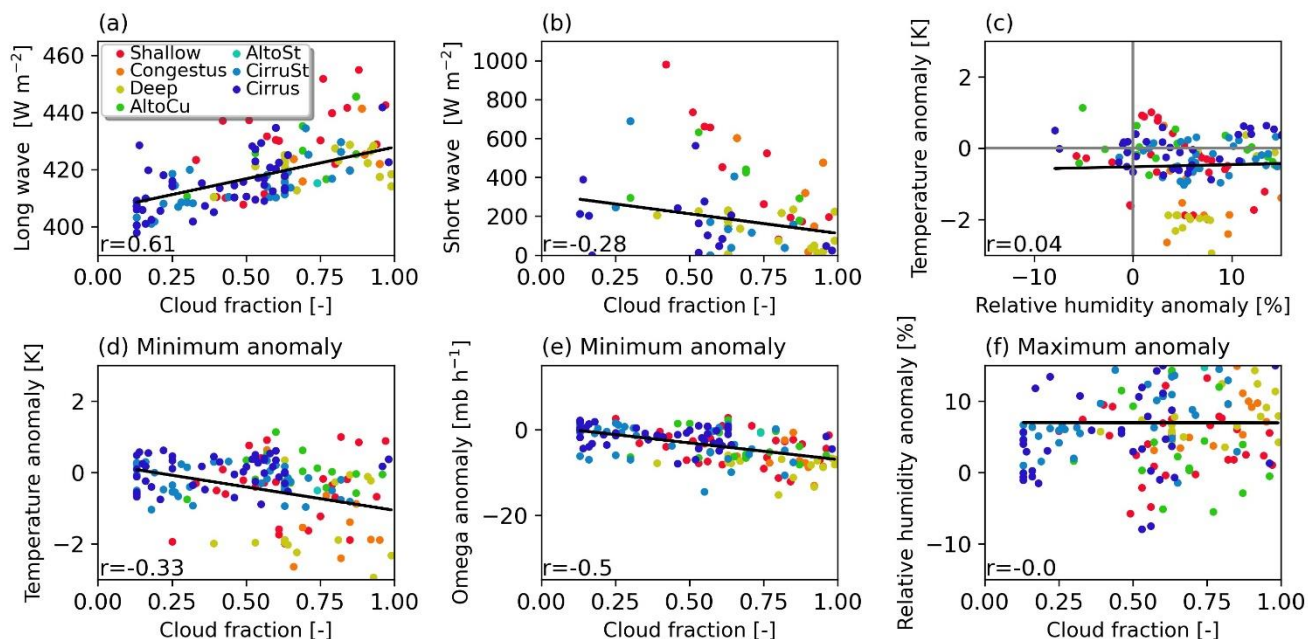 (a)
Long wave [W m⁻²]
460
440
420
400
Shallow
Congestus
Deep
AltoCu
AltoSt
CirruSt
Cirrus
r=0.61
0.00 0.25 0.50 0.75 1.00
Cloud fraction [-]
(b)
Short wave [W m⁻²]
1000
800
600
400
200
0
r=-0.28
0.00 0.25 0.50 0.75 1.00
Cloud fraction [-]
(c)
Temperature anomaly [K]
2
0
−2
r=0.04
−10 0 10
Relative humidity anomaly [%]
(d) Minimum anomaly
Temperature anomaly [K]
2
0
−2
r=-0.33
0.00 0.25 0.50 0.75 1.00
Cloud fraction [-]
(e) Minimum anomaly
Omega anomaly [mb h⁻¹]
0
−20
r=-0.5
0.00 0.25 0.50 0.75 1.00
Cloud fraction [-]
(f) Maximum anomaly
Relative humidity anomaly [%]
10
0
−10
r=-0.0
0.00 0.25 0.50 0.75 1.00
Cloud fraction [-]